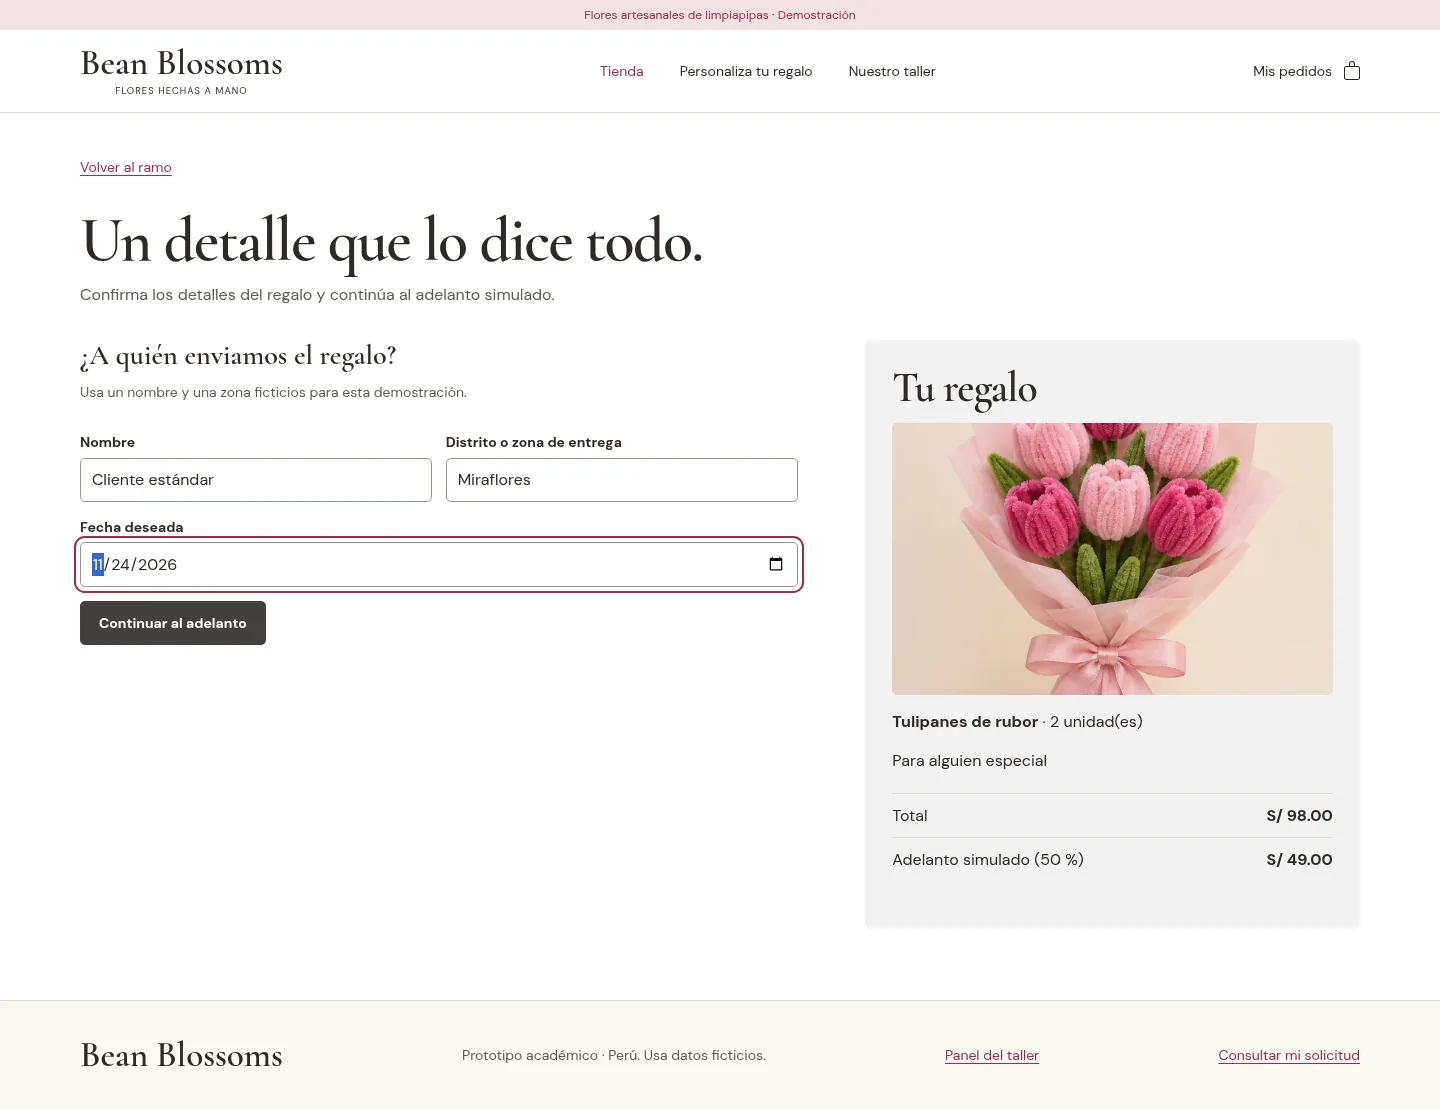 Flores artesanales de limpiapipas · Demostración
Bean Blossoms
FLORES HECHAS A MANO
Tienda
Personaliza tu regalo
Nuestro taller
Mis pedidos
Volver al ramo
Un detalle que lo dice todo.
Confirma los detalles del regalo y continúa al adelanto simulado.
¿A quién enviamos el regalo?
Usa un nombre y una zona ficticios para esta demostración.
Nombre
Cliente estándar
Distrito o zona de entrega
Miraflores
Fecha deseada
11/24/2026
Continuar al adelanto
Tu regalo
Tulipanes de rubor · 2 unidad(es)
Para alguien especial
Total S/ 98.00
Adelanto simulado (50 %) S/ 49.00
Bean Blossoms
Prototipo académico · Perú. Usa datos ficticios.
Panel del taller
Consultar mi solicitud